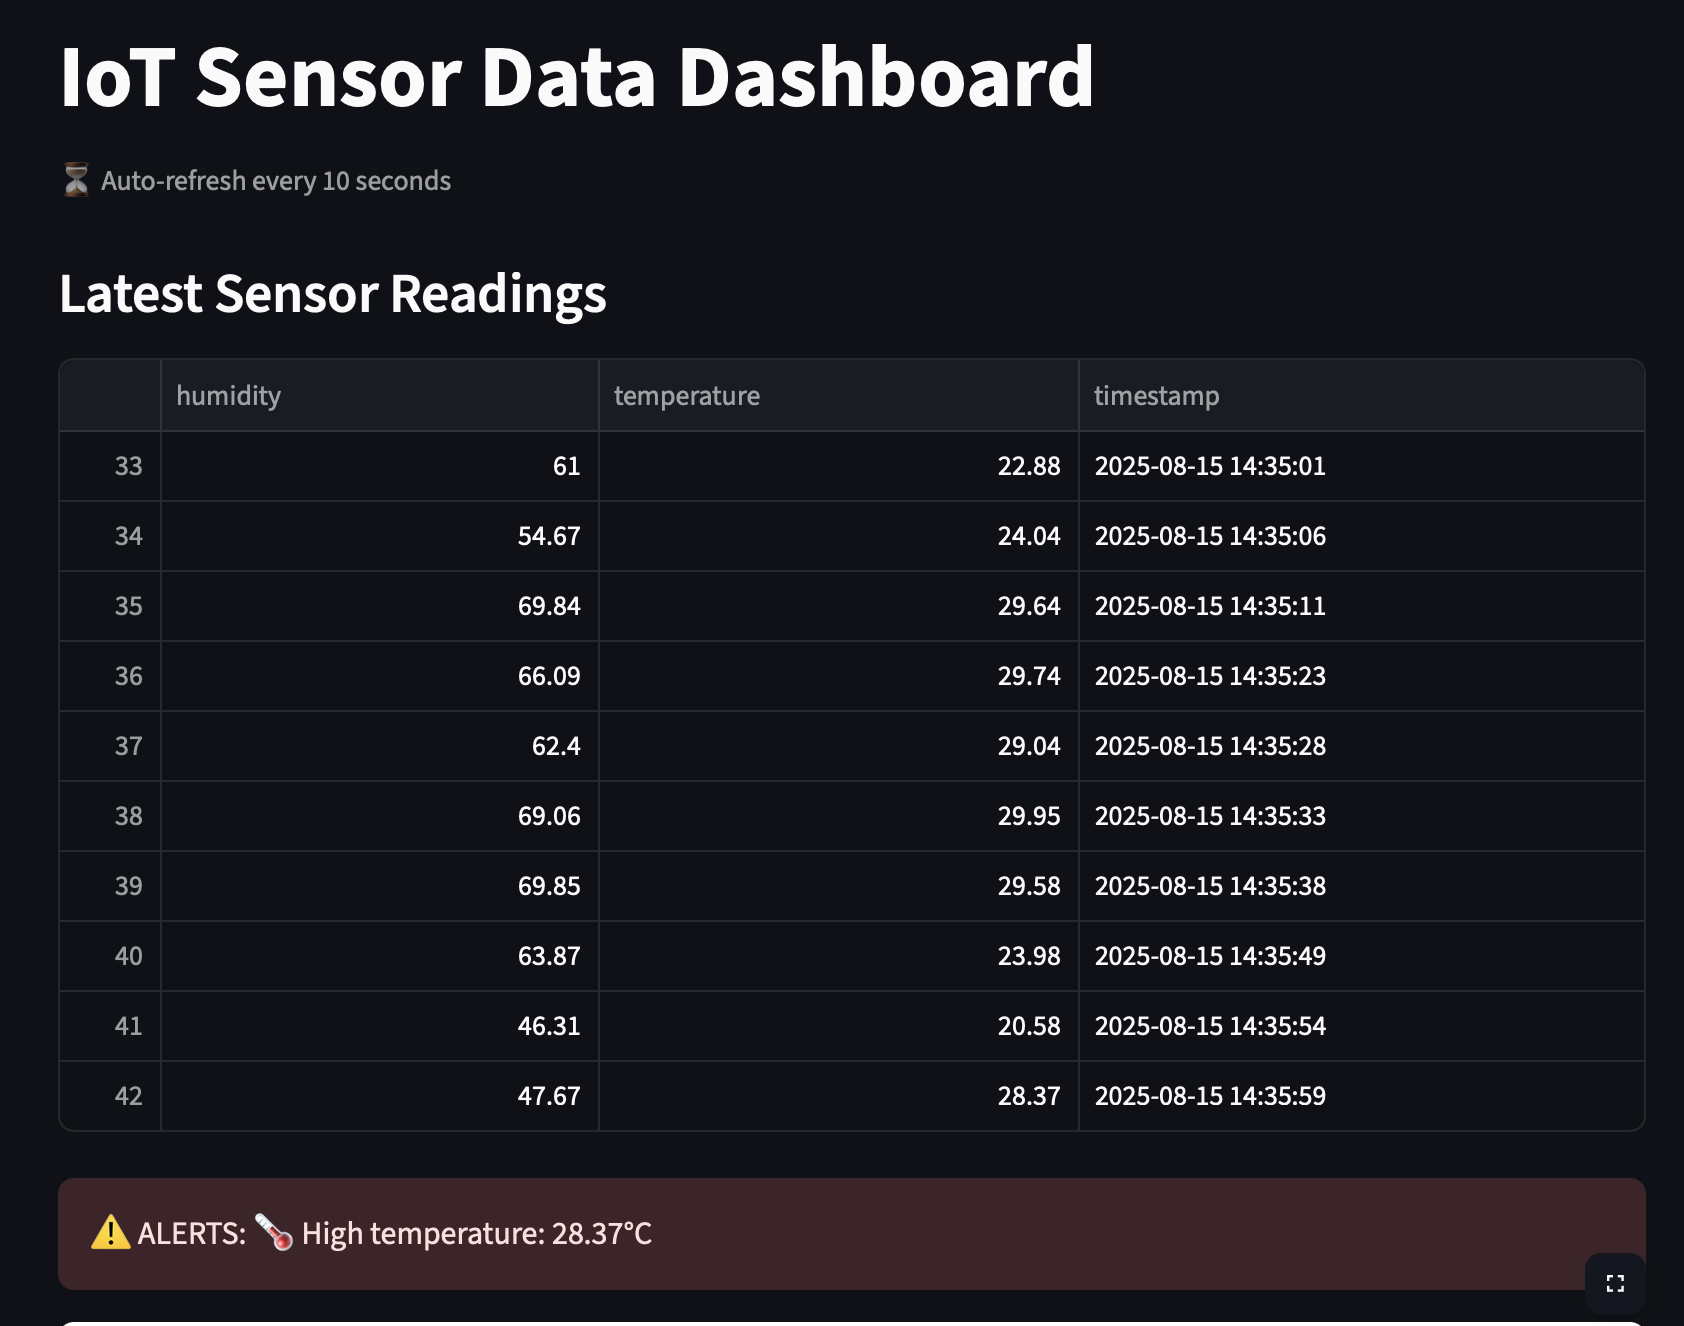 IoT Sensor Data Dashboard
⏳ Auto-refresh every 10 seconds
Latest Sensor Readings
humidity temperature timestamp
33 61 22.88 2025-08-15 14:35:01
34 54.67 24.04 2025-08-15 14:35:06
35 69.84 29.64 2025-08-15 14:35:11
36 66.09 29.74 2025-08-15 14:35:23
37 62.4 29.04 2025-08-15 14:35:28
38 69.06 29.95 2025-08-15 14:35:33
39 69.85 29.58 2025-08-15 14:35:38
40 63.87 23.98 2025-08-15 14:35:49
41 46.31 20.58 2025-08-15 14:35:54
42 47.67 28.37 2025-08-15 14:35:59
⚠️ ALERTS: 🌡️ High temperature: 28.37°C